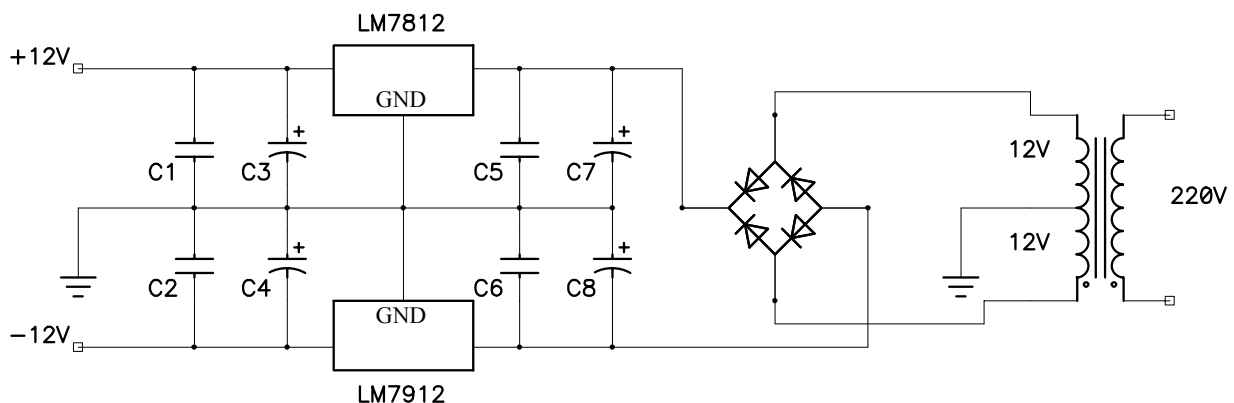 LM7812
+12V
GND
C1
C3
C5
C7
12V
220V
12V
C2
C4
C6
C8
GND
-12V
LM7912